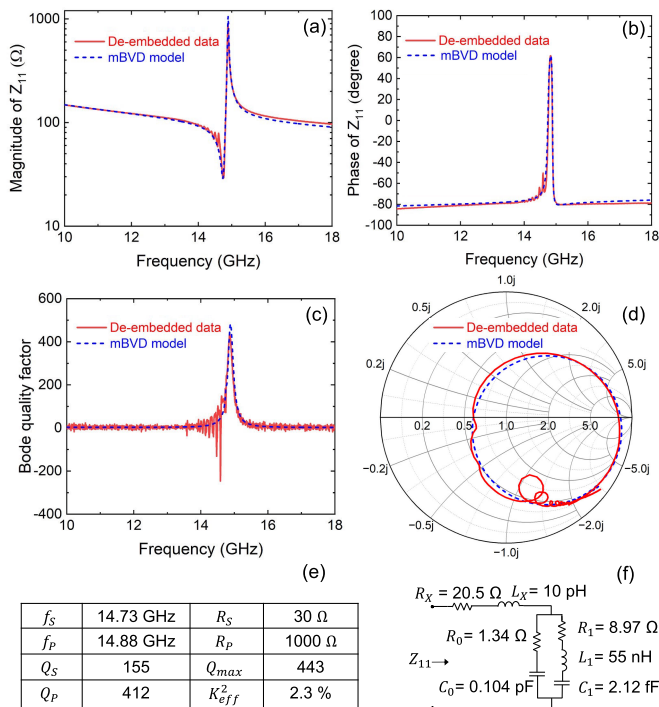 (a)
De-embedded data
mBVD model
Magnitude of Z11 (Ω)
1000
100
10
10 12 14 16 18
Frequency (GHz)
(b)
De-embedded data
mBVD model
Phase of Z11 (degree)
100
80
60
40
20
0
-20
-40
-60
-80
-100
10 12 14 16 18
Frequency (GHz)
(c)
De-embedded data
mBVD model
Bode quality factor
600
400
200
0
-200
-400
10 12 14 16 18
Frequency (GHz)
(d)
De-embedded data
mBVD model
1.0j
0.5j 2.0j
0.2j 5.0j
0.2 0.5 1.0 2.0 5.0
−0.2j −5.0j
−0.5j −2.0j
−1.0j
(e)
fS 14.73 GHz RS 30 Ω
fP 14.88 GHz RP 1000 Ω
QS 155 Qmax 443
QP 412 K²eff 2.3 %
(f)
RX = 20.5 Ω LX= 10 pH
R0= 1.34 Ω R1= 8.97 Ω
Z11→ L1= 55 nH
C0= 0.104 pF C1= 2.12 fF